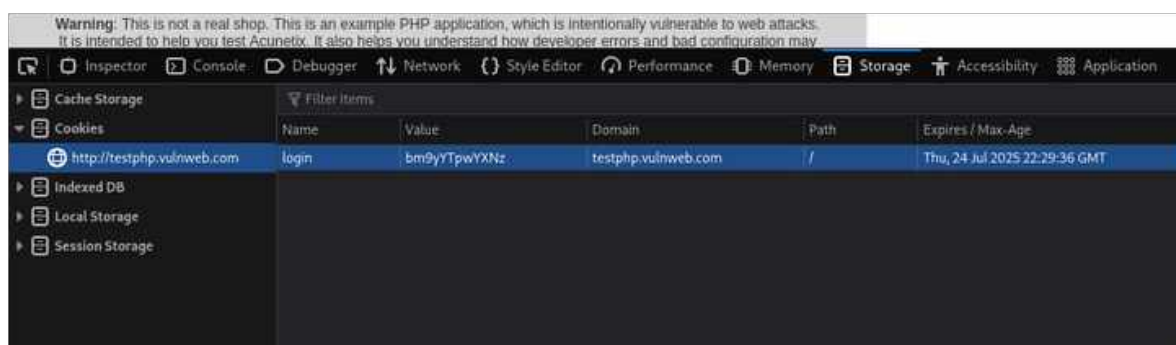 Warning: This is not a real shop. This is an example PHP application, which is intentionally vulnerable to web attacks.
It is intended to help you test Acunetix. It also helps you understand how developer errors and bad configuration may
Inspector Console Debugger Network Style Editor Performance Memory Storage Accessibility Application
Cache Storage Filter Items
Cookies Name Value Domain Path Expires / Max-Age
http://testphp.vulnweb.com login bm9yYTpwYXNz testphp.vulnweb.com / Thu, 24 Jul 2025 22:29:36 GMT
Indexed DB
Local Storage
Session Storage